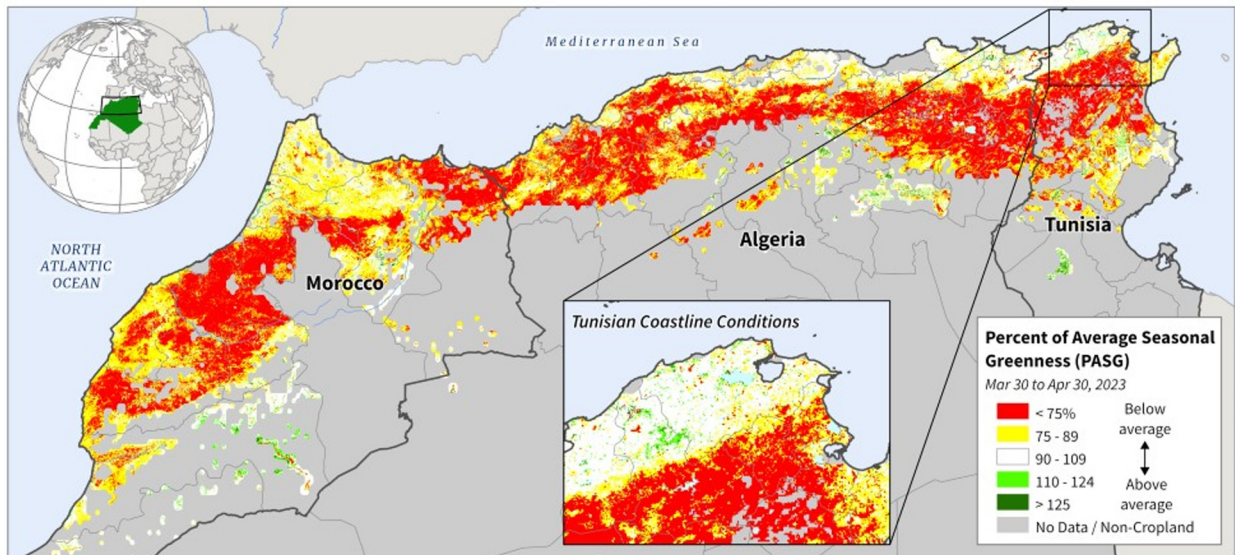 Mediterranean Sea
NORTH
ATLANTIC
OCEAN
Morocco
Algeria
Tunisia
Tunisian Coastline Conditions
Percent of Average Seasonal
Greenness (PASG)
Mar 30 to Apr 30, 2023
< 75%
Below
average
75 - 89
90 - 109
110 - 124
Above
average
> 125
No Data / Non-Cropland